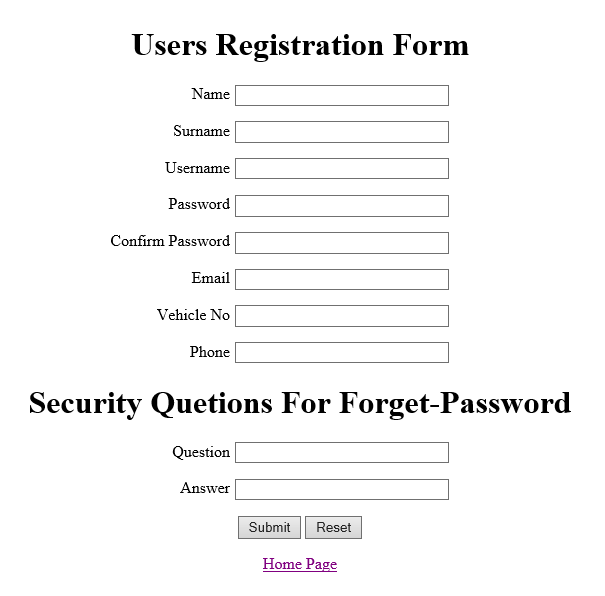 Users Registration Form
Name
Surname
Username
Password
Confirm Password
Email
Vehicle No
Phone
Security Quetions For Forget-Password
Question
Answer
Submit Reset
Home Page